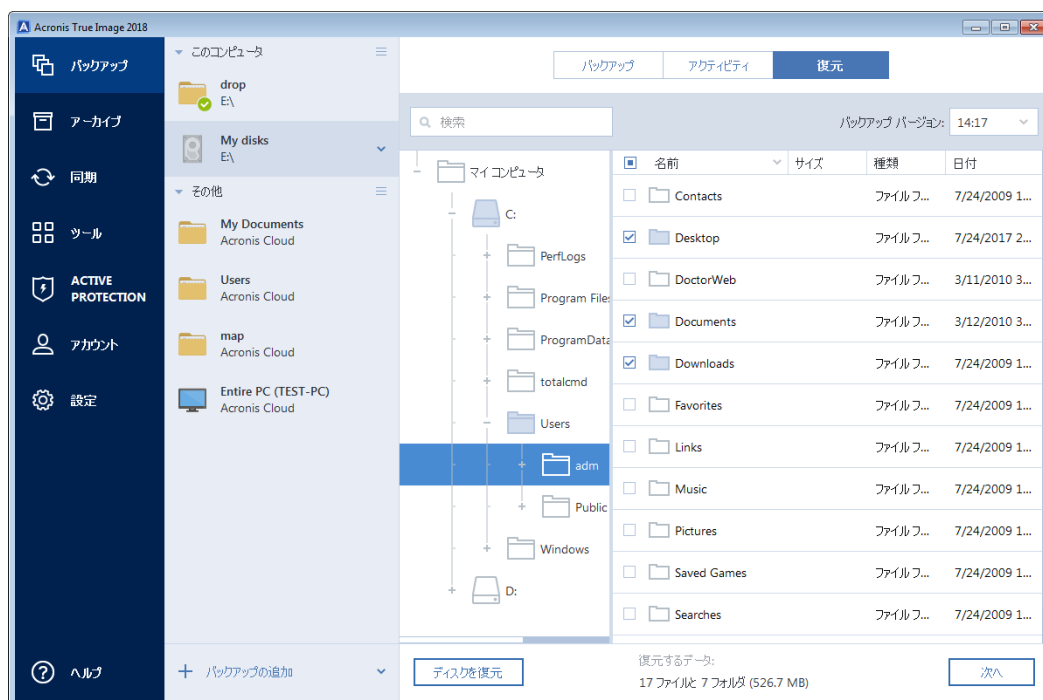 Acronis True Image 2018
バックアップ
アーカイブ
同期
ツール
ACTIVE
PROTECTION
アカウント
設定
ヘルプ
このコンピュータ
drop
E:\
My disks
E:\
その他
My Documents
Acronis Cloud
Users
Acronis Cloud
map
Acronis Cloud
Entire PC (TEST-PC)
Acronis Cloud
バックアップの追加
バックアップ アクティビティ 復元
検索
バックアップ バージョン: 14:17
マイ コンピュータ
C:
PerfLogs
Program Files
ProgramData
totalcmd
Users
adm
Public
Windows
D:
名前 サイズ 種類 日付
Contacts ファイル フ... 7/24/2009 1...
Desktop ファイル フ... 7/24/2017 2...
DoctorWeb ファイル フ... 3/11/2010 3...
Documents ファイル フ... 3/12/2010 3...
Downloads ファイル フ... 7/24/2009 1...
Favorites ファイル フ... 7/24/2009 1...
Links ファイル フ... 7/24/2009 1...
Music ファイル フ... 7/24/2009 1...
Pictures ファイル フ... 7/24/2009 1...
Saved Games ファイル フ... 7/24/2009 1...
Searches ファイル フ... 7/24/2009 1...
ディスクを復元
復元するデータ:
17 ファイルと 7 フォルダ (526.7 MB)
次へ